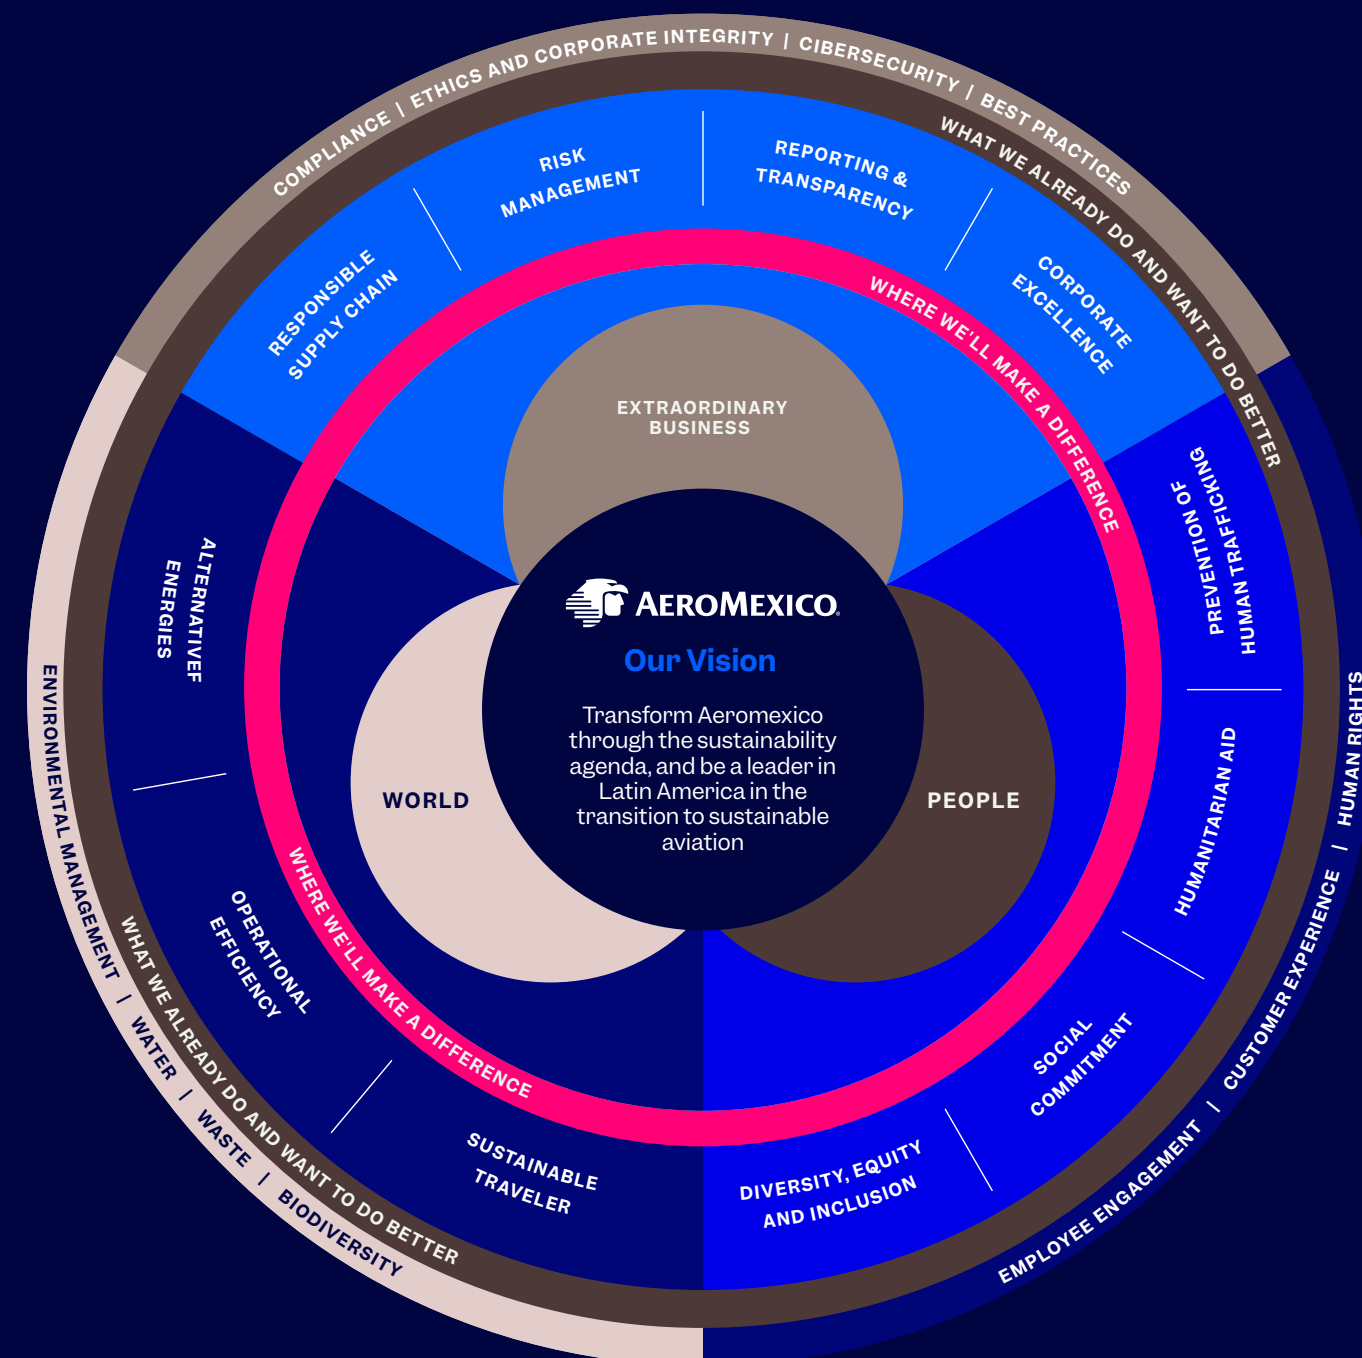 COMPLIANCE | ETHICS AND CORPORATE INTEGRITY | CIBERSECURITY | BEST PRACTICES
WHAT WE ALREADY DO AND WANT TO DO BETTER
RESPONSIBLE
SUPPLY CHAIN
RISK
MANAGEMENT
REPORTING &
TRANSPARENCY
CORPORATE
EXCELLENCE
WHERE WE'LL MAKE A DIFFERENCE
EXTRAORDINARY
BUSINESS
AEROMEXICO.
Our Vision
Transform Aeromexico
through the sustainability
agenda, and be a leader in
Latin America in the
transition to sustainable
aviation
WORLD
PEOPLE
PREVENTION OF
HUMAN TRAFFICKING
HUMANITARIAN AID
SOCIAL
COMMITMENT
DIVERSITY, EQUITY
AND INCLUSION
EMPLOYEE ENGAGEMENT | CUSTOMER EXPERIENCE | HUMAN RIGHTS
ALTERNATIVEF
ENERGIES
OPERATIONAL
EFFICIENCY
SUSTAINABLE
TRAVELER
WHERE WE'LL MAKE A DIFFERENCE
WHAT WE ALREADY DO AND WANT TO DO BETTER
ENVIRONMENTAL MANAGEMENT | WATER | WASTE | BIODIVERSITY